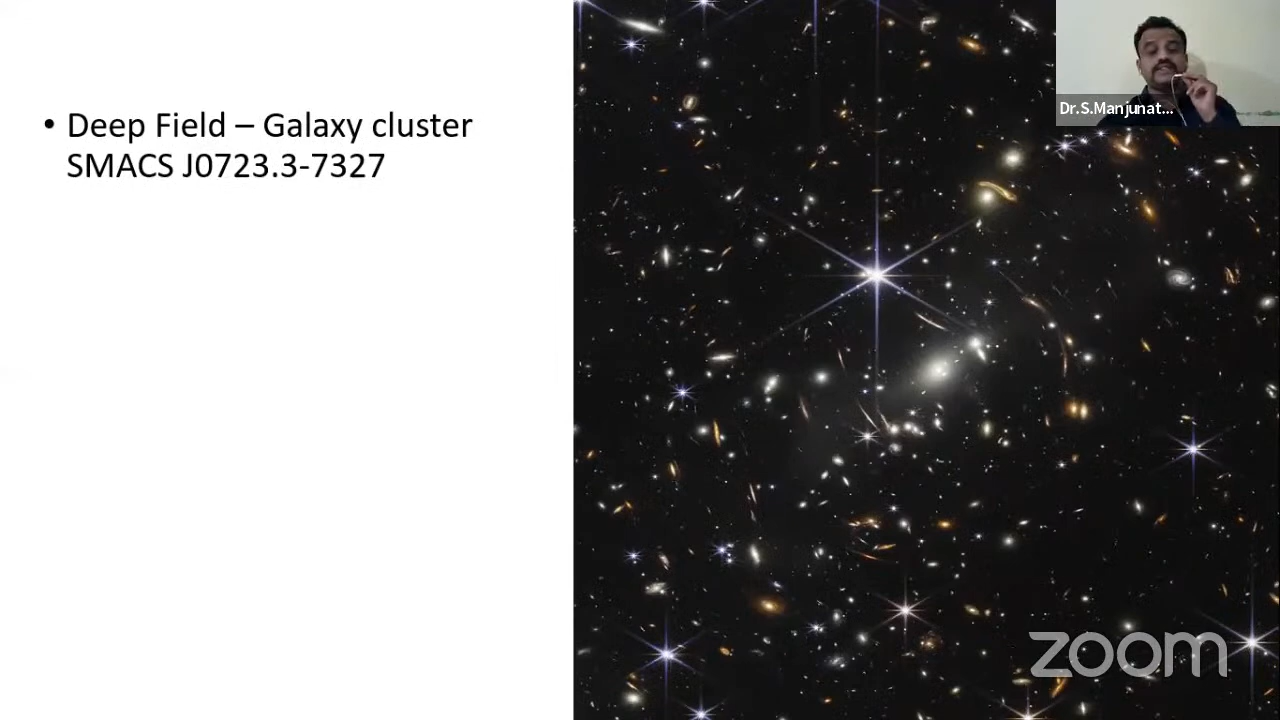 • Deep Field – Galaxy cluster
SMACS J0723.3-7327
Dr.S.Manjunat...
zoom